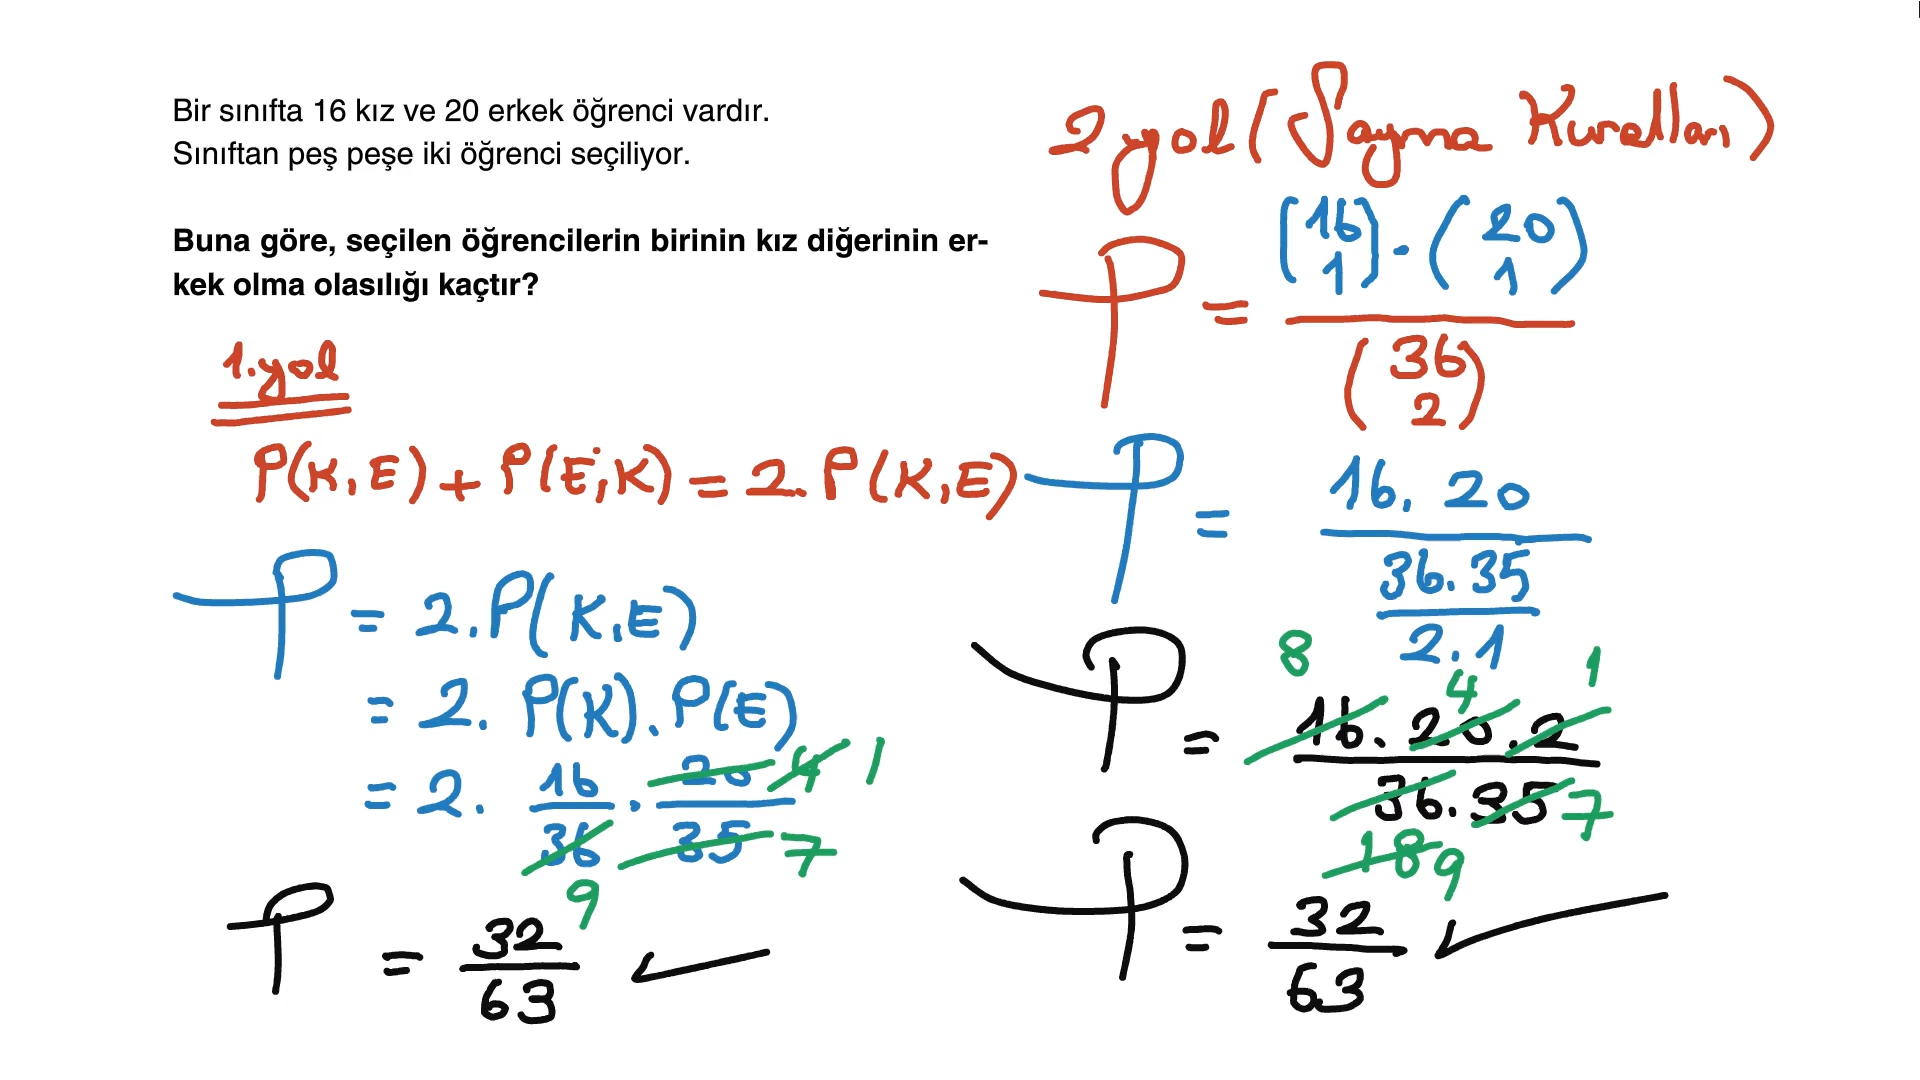 Bir sınıfta 16 kız ve 20 erkek öğrenci vardır.
Sınıftan peş peşe iki öğrenci seçiliyor.
Buna göre, seçilen öğrencilerin birinin kız diğerinin er-
kek olma olasılığı kaçtır?
1.yol
P(K,E) + P(E,K) = 2.P(K,E)
P = 2.P(K,E)
= 2. P(K).P(E)
= 2. 16/36 . 20/35 4 1
9 7
P = 32/63 ✓
2 yol (Sayma Kuralları)
P = (16 1) . (20 1) / (36 2)
P = 16. 20 / (36.35 / 2.1)
8 4 1
P = 16. 20 . 2 / 36. 35 7
18 9
P = 32/63 ✓